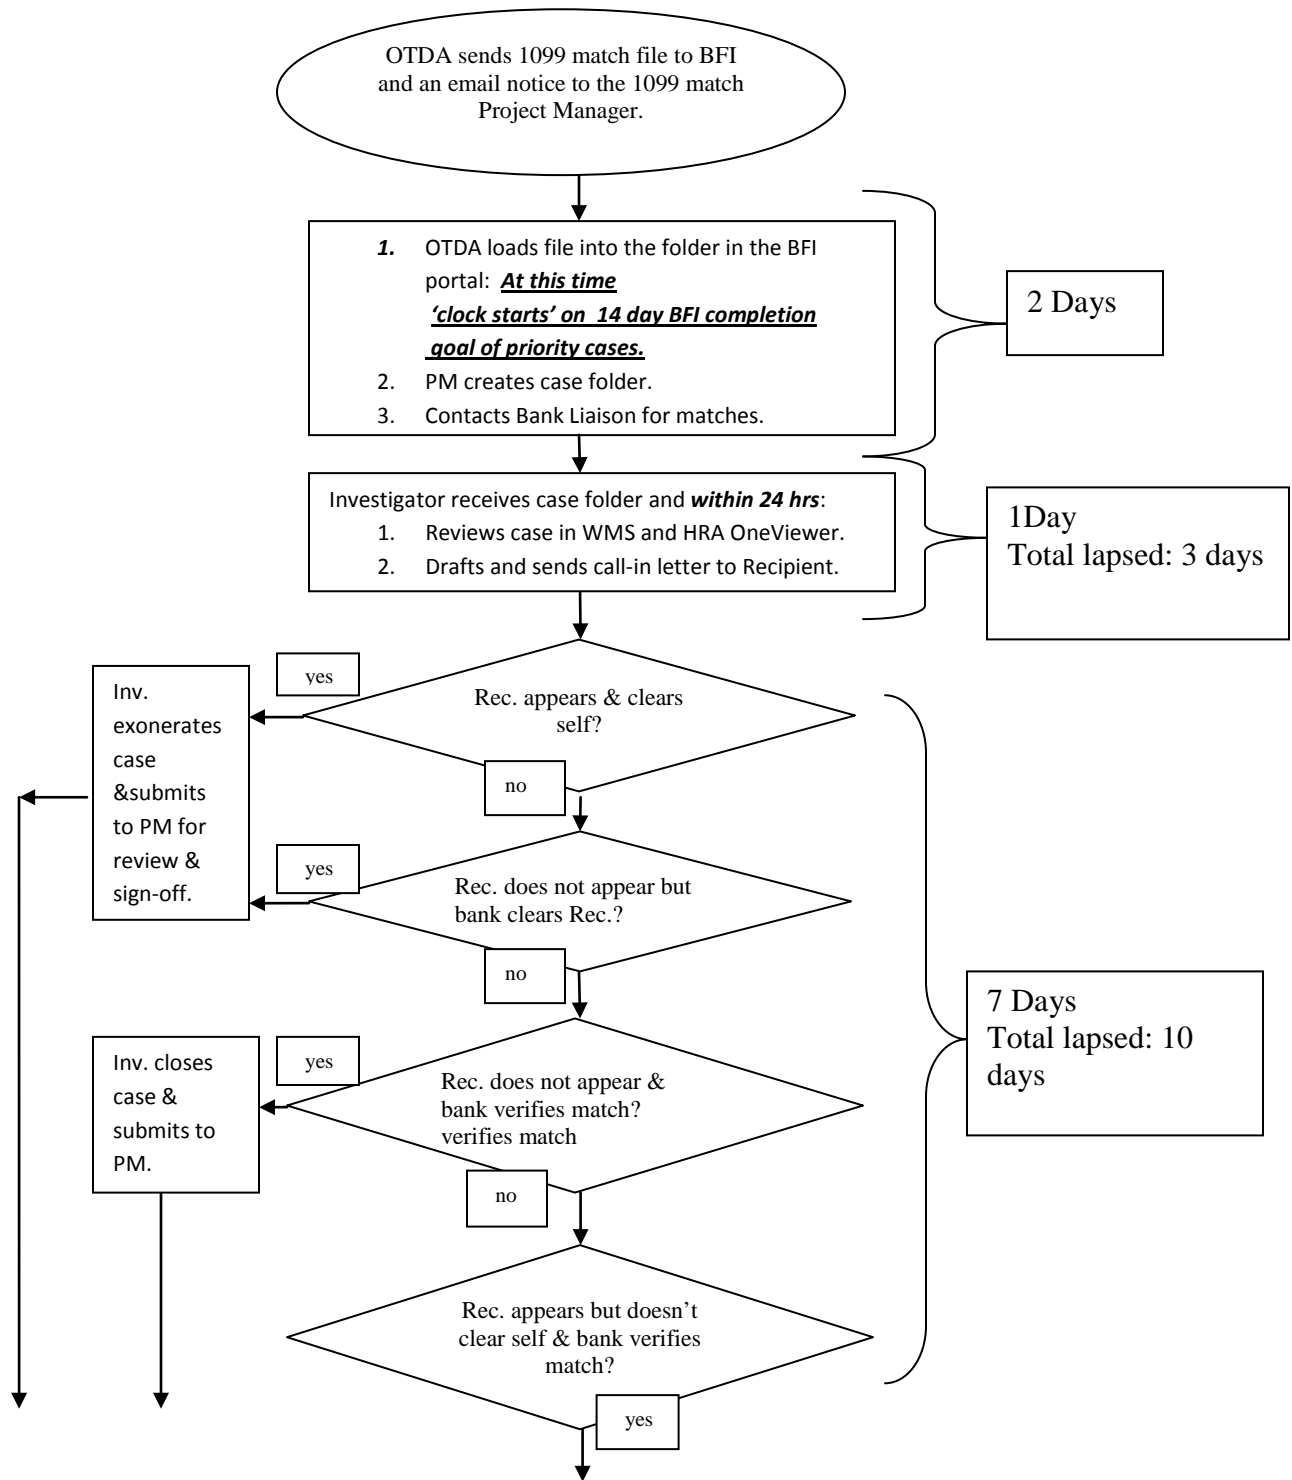 OTDA sends 1099 match file to BFI
and an email notice to the 1099 match
Project Manager.
1. OTDA loads file into the folder in the BFI
portal: At this time
‘clock starts’ on 14 day BFI completion
goal of priority cases.
2. PM creates case folder.
3. Contacts Bank Liaison for matches.
2 Days
Investigator receives case folder and within 24 hrs:
1. Reviews case in WMS and HRA OneViewer.
2. Drafts and sends call-in letter to Recipient.
1Day
Total lapsed: 3 days
yes
Rec. appears & clears
self?
Inv.
exonerates
case
&submits
to PM for
review &
sign-off.
no
yes
Rec. does not appear but
bank clears Rec.?
no
7 Days
Total lapsed: 10
days
yes
Rec. does not appear &
bank verifies match?
verifies match
Inv. closes
case &
submits to
PM.
no
Rec. appears but doesn’t
clear self & bank verifies
match?
yes